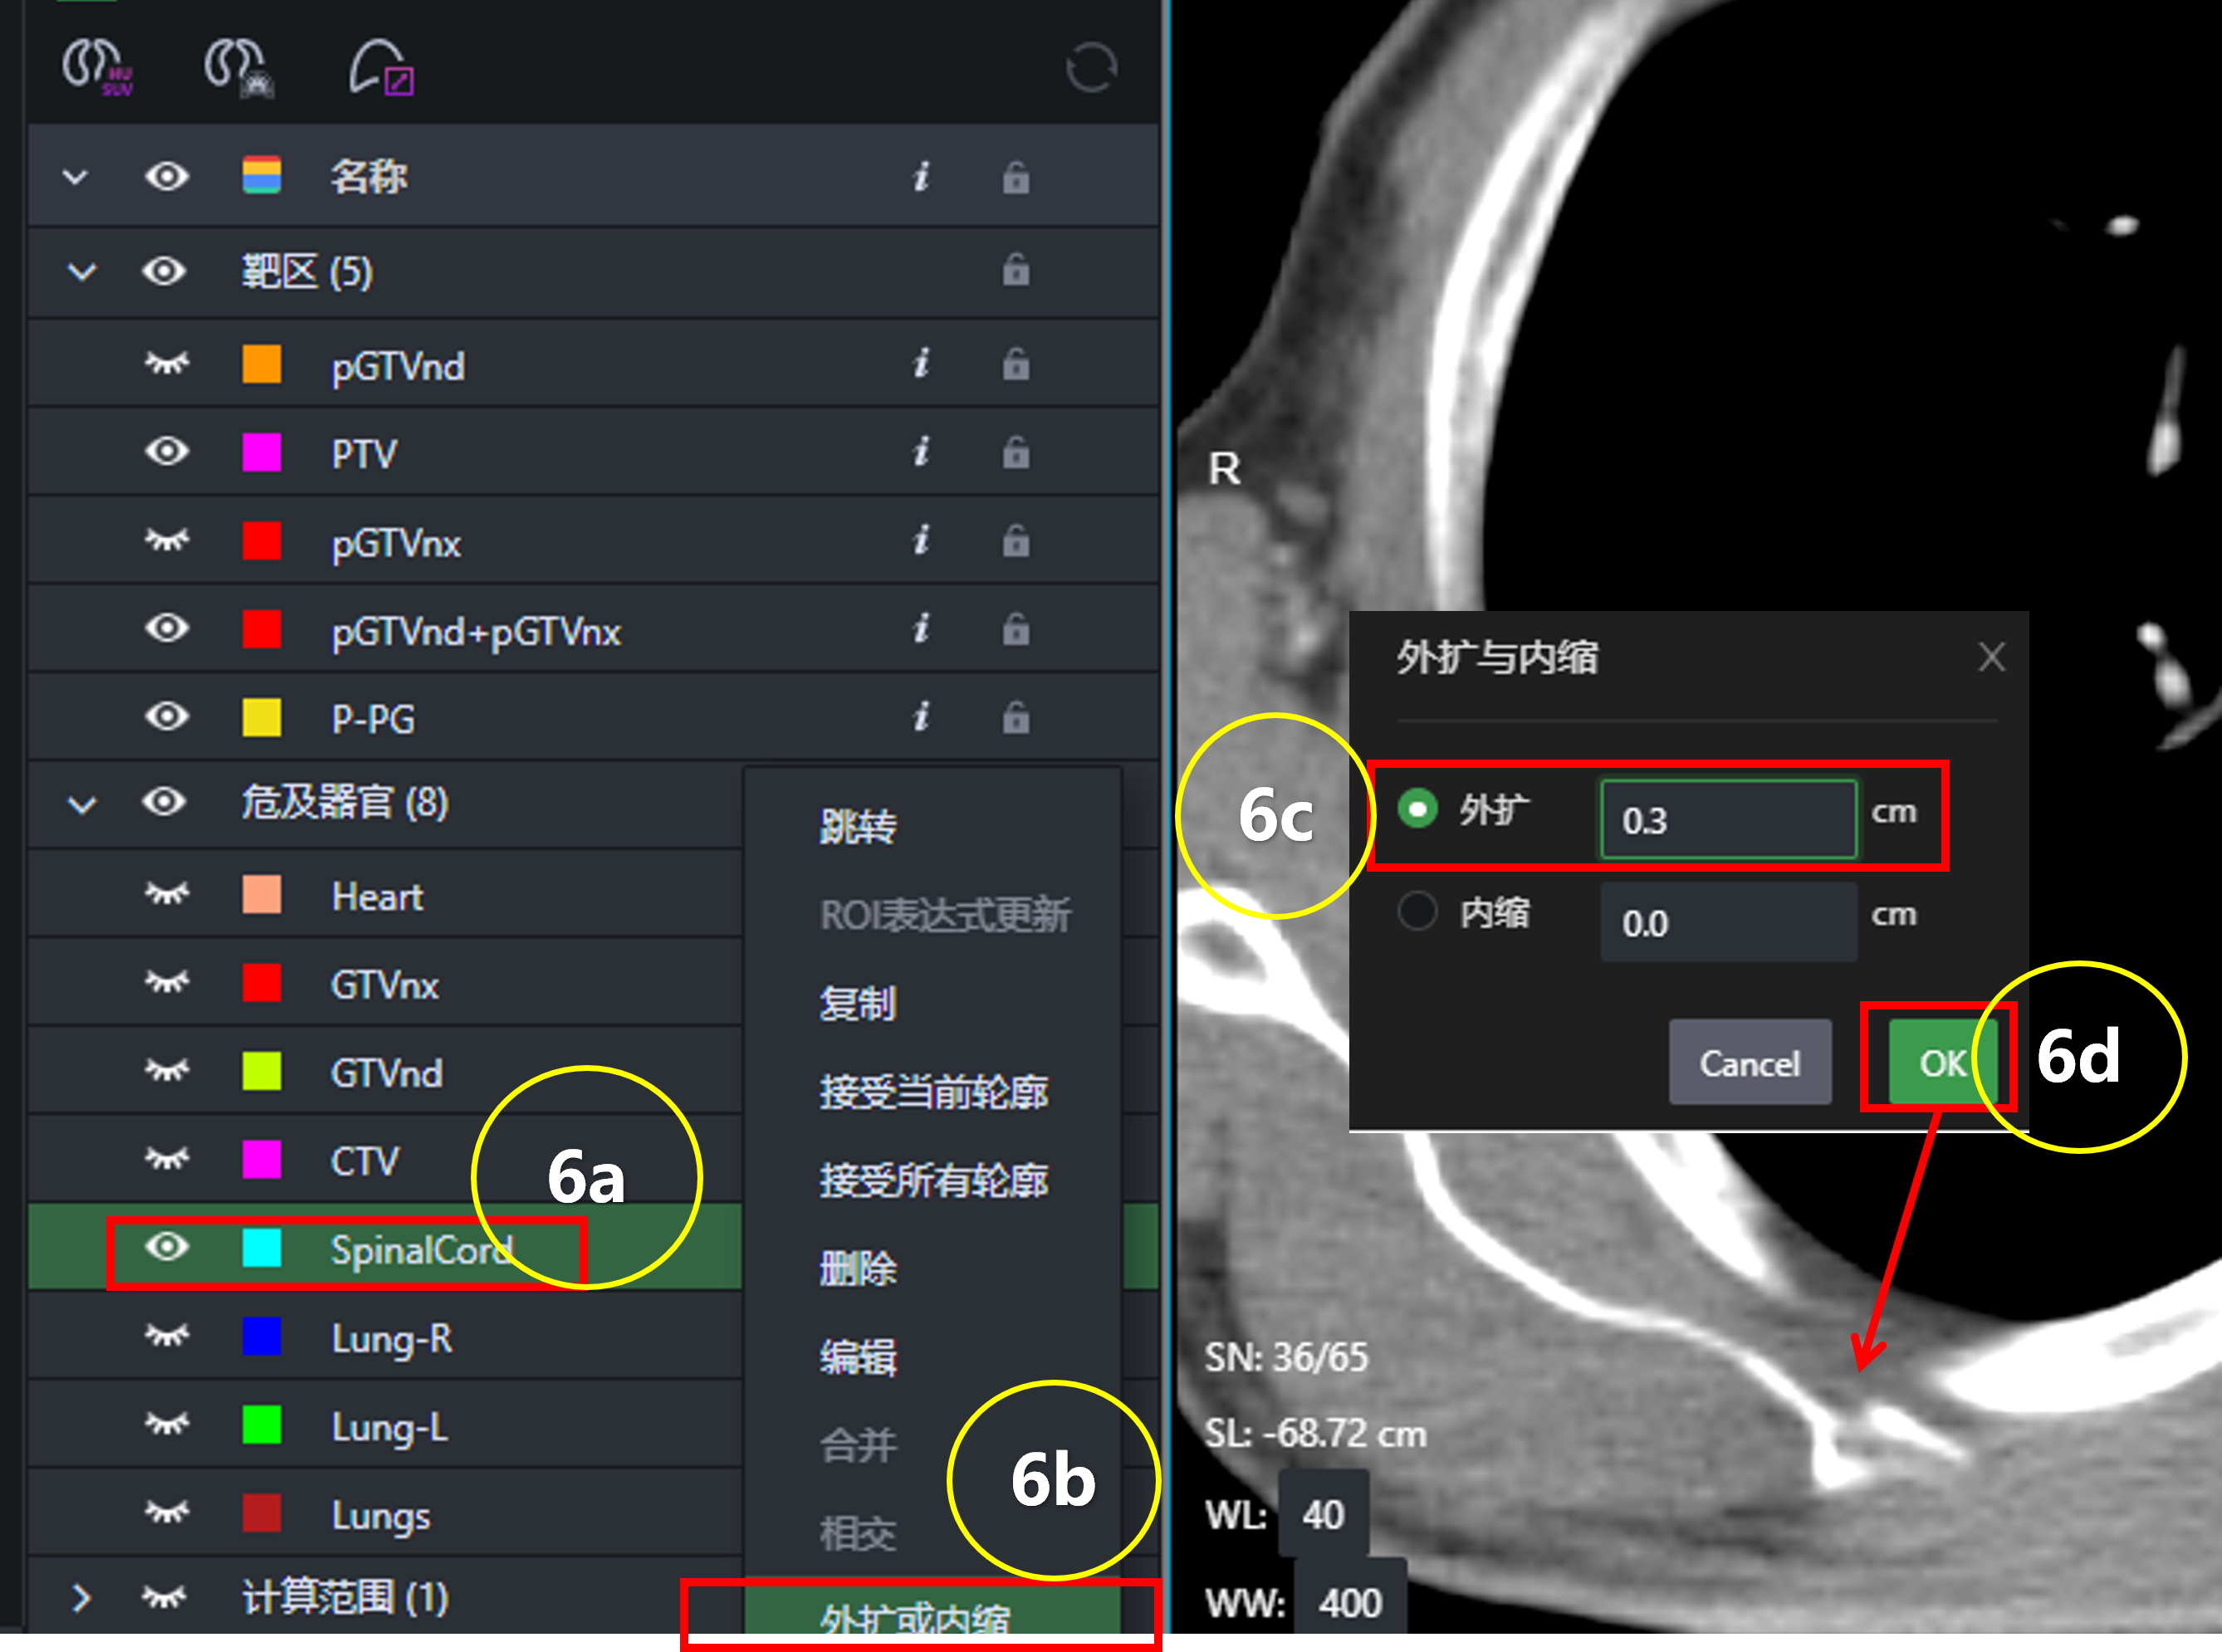 HU
SUV
名称 i
靶区 (5)
pGTVnd i
PTV i
pGTVnx i
pGTVnd+pGTVnx i
P-PG i
危及器官 (8)
Heart
GTVnx
GTVnd
CTV
SpinalCord
Lung-R
Lung-L
Lungs
计算范围 (1)
6a
跳转
ROI表达式更新
复制
接受当前轮廓
接受所有轮廓
删除
编辑
合并
相交
外扩或内缩
6b
R
外扩与内缩 X
6c
外扩 0.3 cm
内缩 0.0 cm
Cancel OK
6d
SN: 36/65
SL: -68.72 cm
WL: 40
WW: 400